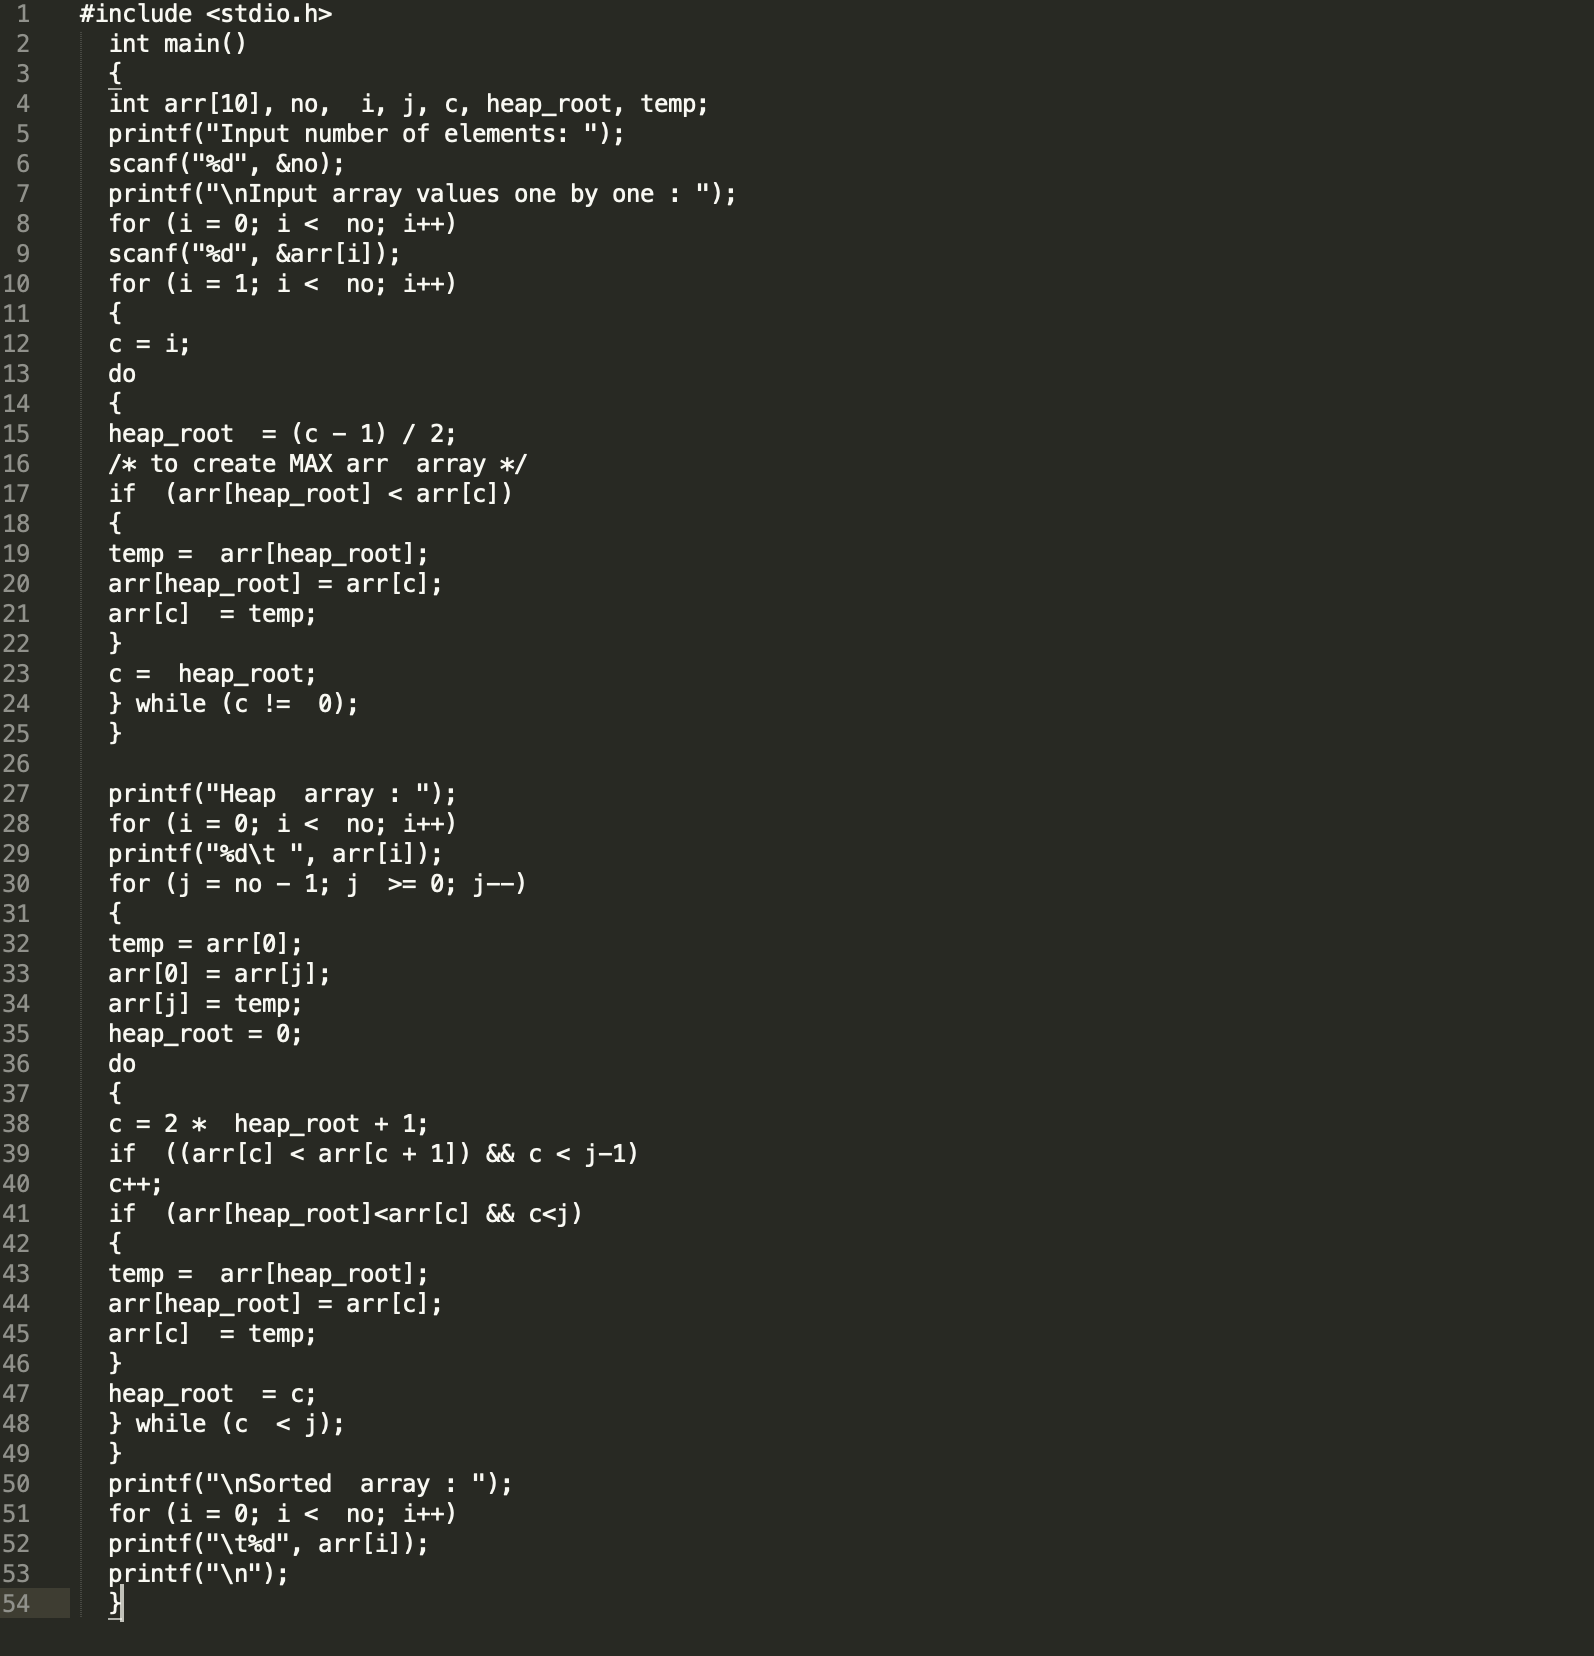 1 #include <stdio.h>
2 int main()
3 {
4 int arr[10], no,  i, j, c, heap_root, temp;
5 printf("Input number of elements: ");
6 scanf("%d", &no);
7 printf("\nInput array values one by one : ");
8 for (i = 0; i <  no; i++)
9 scanf("%d", &arr[i]);
10 for (i = 1; i <  no; i++)
11 {
12 c = i;
13 do
14 {
15 heap_root  = (c - 1) / 2;
16 /* to create MAX arr  array */
17 if  (arr[heap_root] < arr[c])
18 {
19 temp =  arr[heap_root];
20 arr[heap_root] = arr[c];
21 arr[c]  = temp;
22 }
23 c =  heap_root;
24 } while (c !=  0);
25 }
26
27 printf("Heap  array : ");
28 for (i = 0; i <  no; i++)
29 printf("%d\t ", arr[i]);
30 for (j = no - 1; j  >= 0; j--)
31 {
32 temp = arr[0];
33 arr[0] = arr[j];
34 arr[j] = temp;
35 heap_root = 0;
36 do
37 {
38 c = 2 *  heap_root + 1;
39 if  ((arr[c] < arr[c + 1]) && c < j-1)
40 c++;
41 if  (arr[heap_root]<arr[c] && c<j)
42 {
43 temp =  arr[heap_root];
44 arr[heap_root] = arr[c];
45 arr[c]  = temp;
46 }
47 heap_root  = c;
48 } while (c  < j);
49 }
50 printf("\nSorted  array : ");
51 for (i = 0; i <  no; i++)
52 printf("\t%d", arr[i]);
53 printf("\n");
54 }